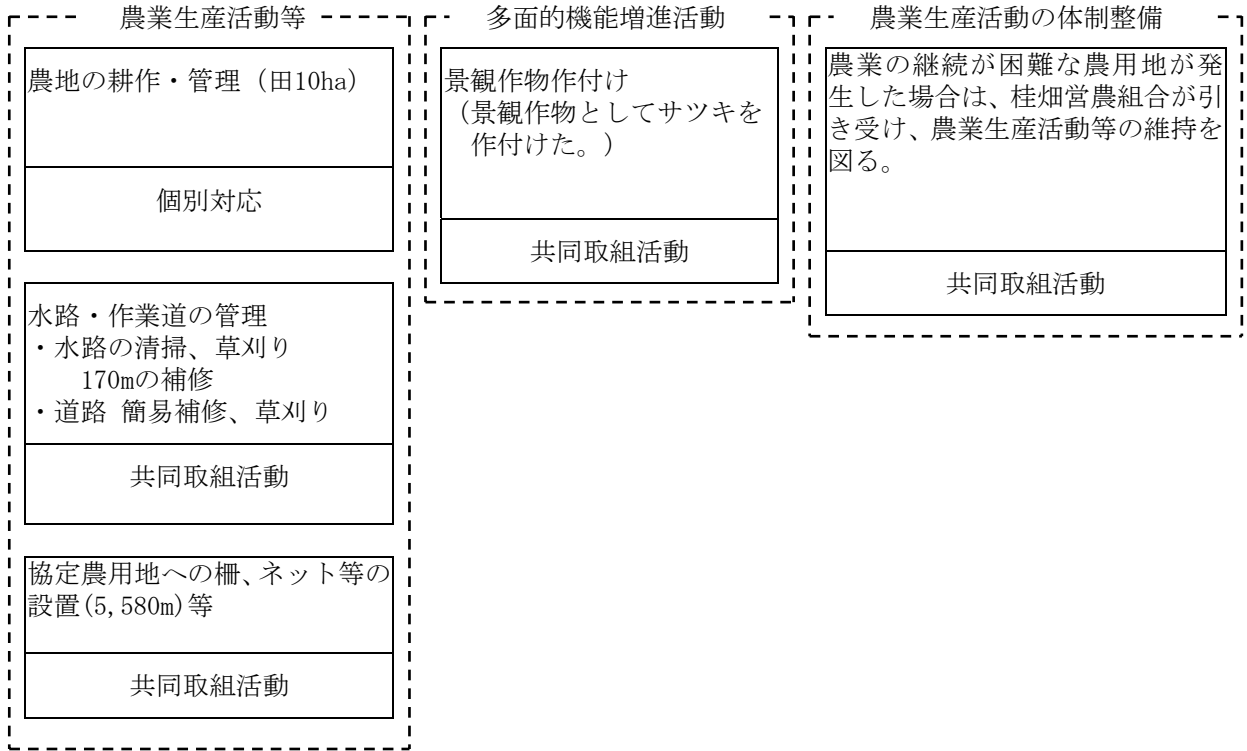 農業生産活動等
農地の耕作・管理（田10ha）
個別対応
水路・作業道の管理
・水路の清掃、草刈り
170mの補修
・道路 簡易補修、草刈り
共同取組活動
協定農用地への柵、ネット等の
設置(5,580m)等
共同取組活動
多面的機能増進活動
景観作物作付け
（景観作物としてサツキを
作付けた。）
共同取組活動
農業生産活動の体制整備
農業の継続が困難な農用地が発
生した場合は、桂畑営農組合が引
き受け、農業生産活動等の維持を
図る。
共同取組活動